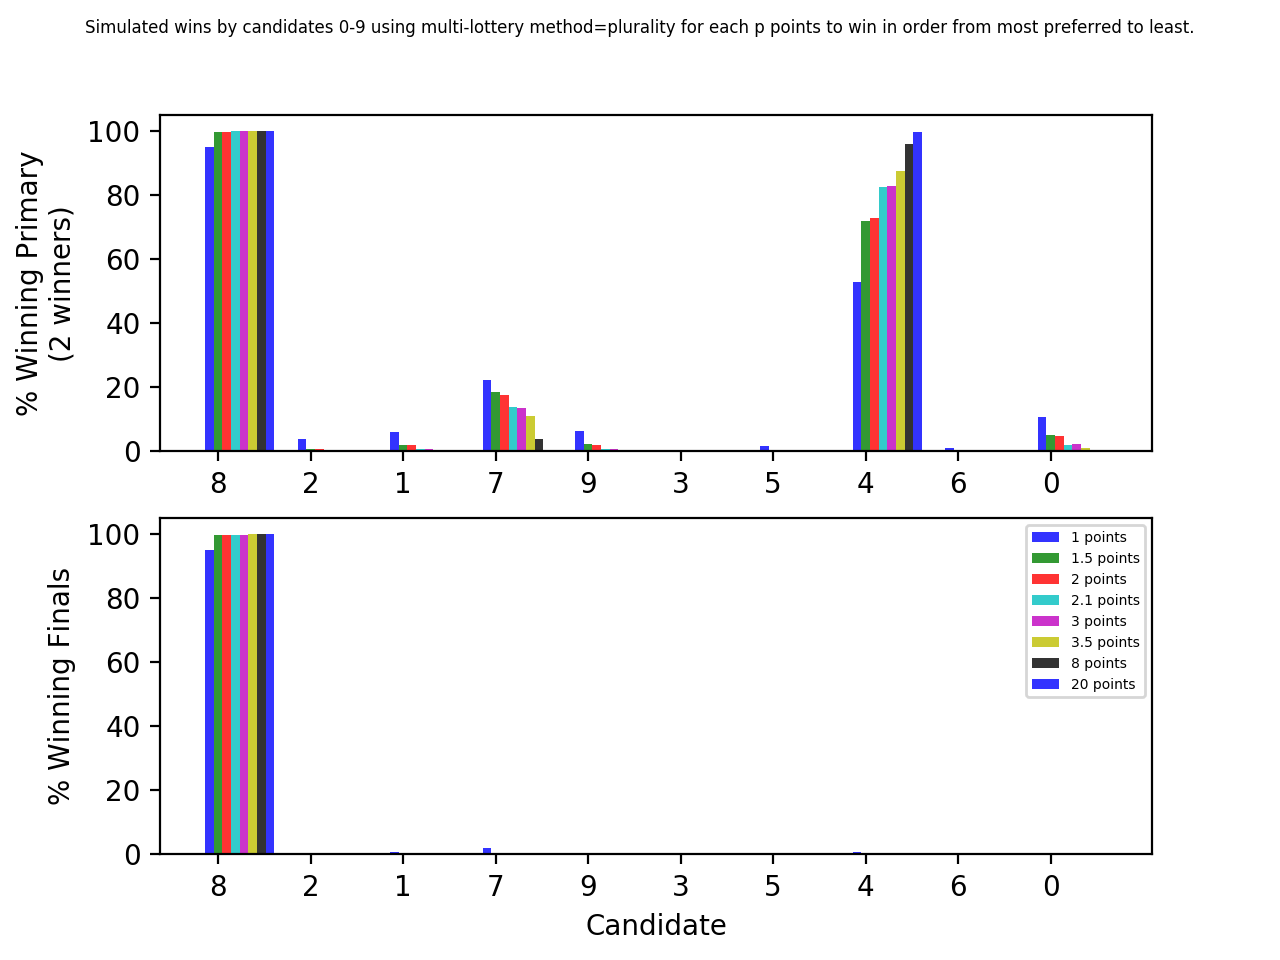 Simulated wins by candidates 0-9 using multi-lottery method=plurality for each p points to win in order from most preferred to least.
% Winning Primary
(2 winners)
100
80
60
40
20
0
8 2 1 7 9 3 5 4 6 0
% Winning Finals
100
80
60
40
20
0
1 points
1.5 points
2 points
2.1 points
3 points
3.5 points
8 points
20 points
8 2 1 7 9 3 5 4 6 0
Candidate